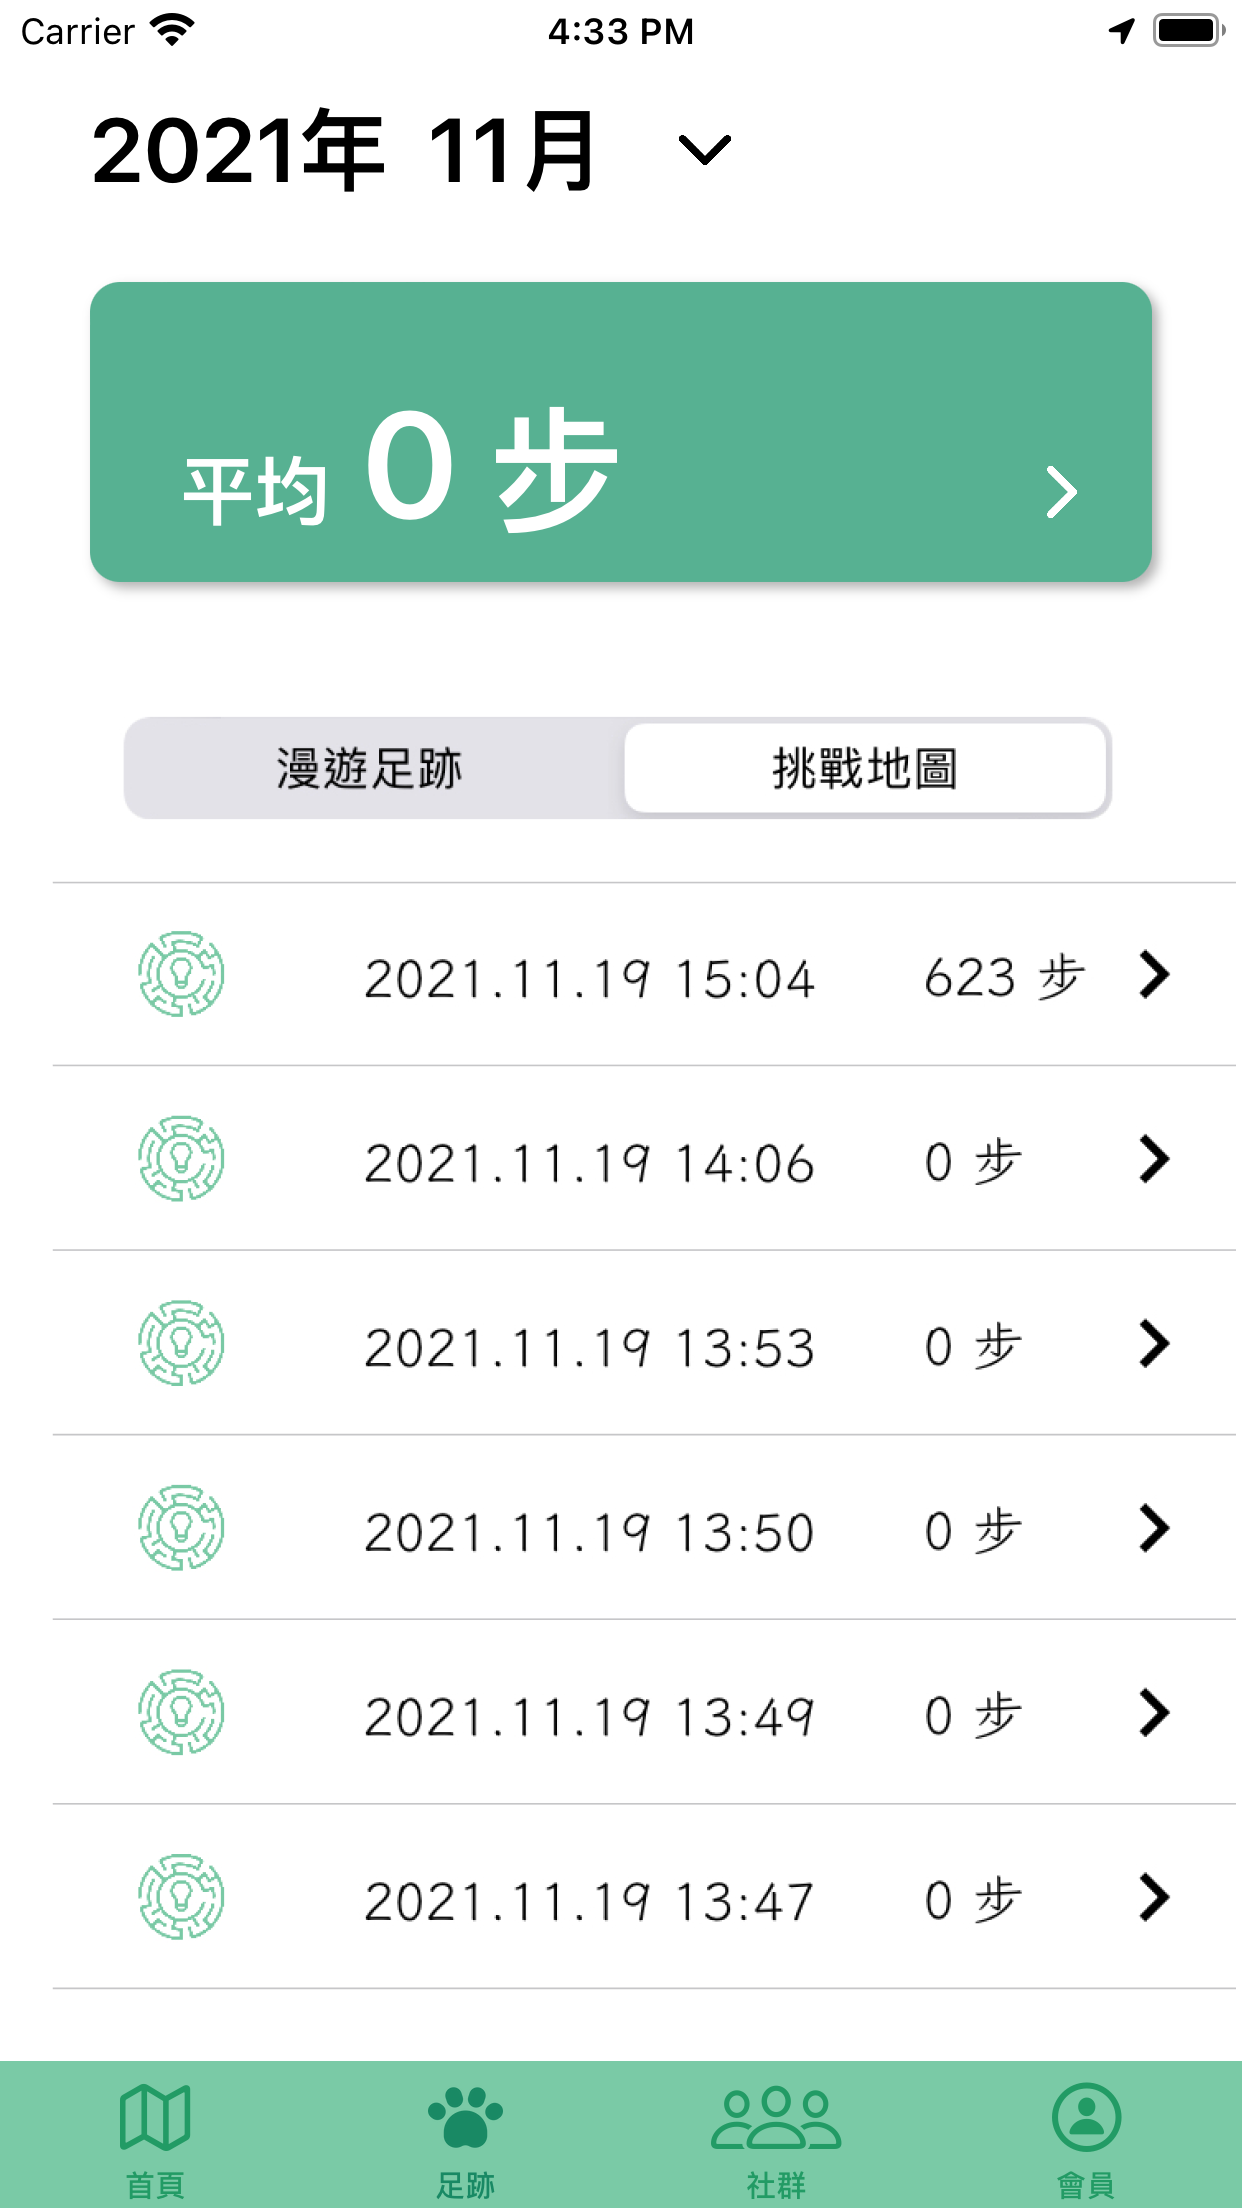 Carrier 4:33 PM
2021年 11月
平均 0 步
漫遊足跡 挑戰地圖
2021.11.19 15:04 623 步
2021.11.19 14:06 0 步
2021.11.19 13:53 0 步
2021.11.19 13:50 0 步
2021.11.19 13:49 0 步
2021.11.19 13:47 0 步
首頁 足跡 社群 會員